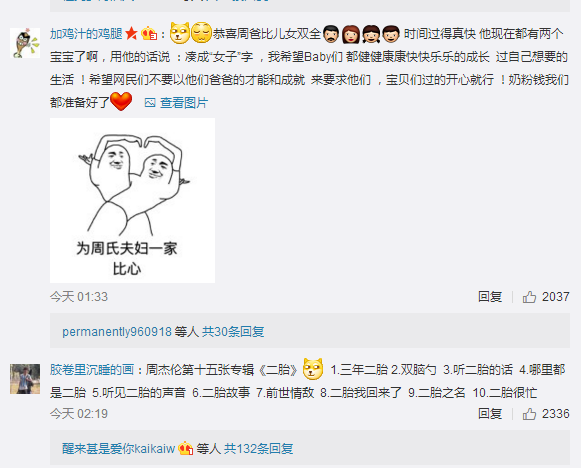 加鸡汁的鸡腿：恭喜周爸比儿女双全 时间过得真快 他现在都有两个
宝宝了啊，用他的话说 ：凑成“女子”字 ，我希望Baby们 都健健康康快快乐乐的成长 过自己想要的
生活 ！希望网民们不要以他们爸爸的才能和成就 来要求他们 ，宝贝们过的开心就行 ！奶粉钱我们
都准备好了 查看图片
为周氏夫妇一家
比心
今天 01:33 回复 2037
permanently960918 等人 共30条回复
胶卷里沉睡的画：周杰伦第十五张专辑《二胎》 1.三年二胎 2.双脑勺 3.听二胎的话 4.哪里都
是二胎 5.听见二胎的声音 6.二胎故事 7.前世情敌 8.二胎我回来了 9.二胎之名 10.二胎很忙
今天 02:19 回复 2336
醒来甚是爱你kaikaiw 等人 共132条回复